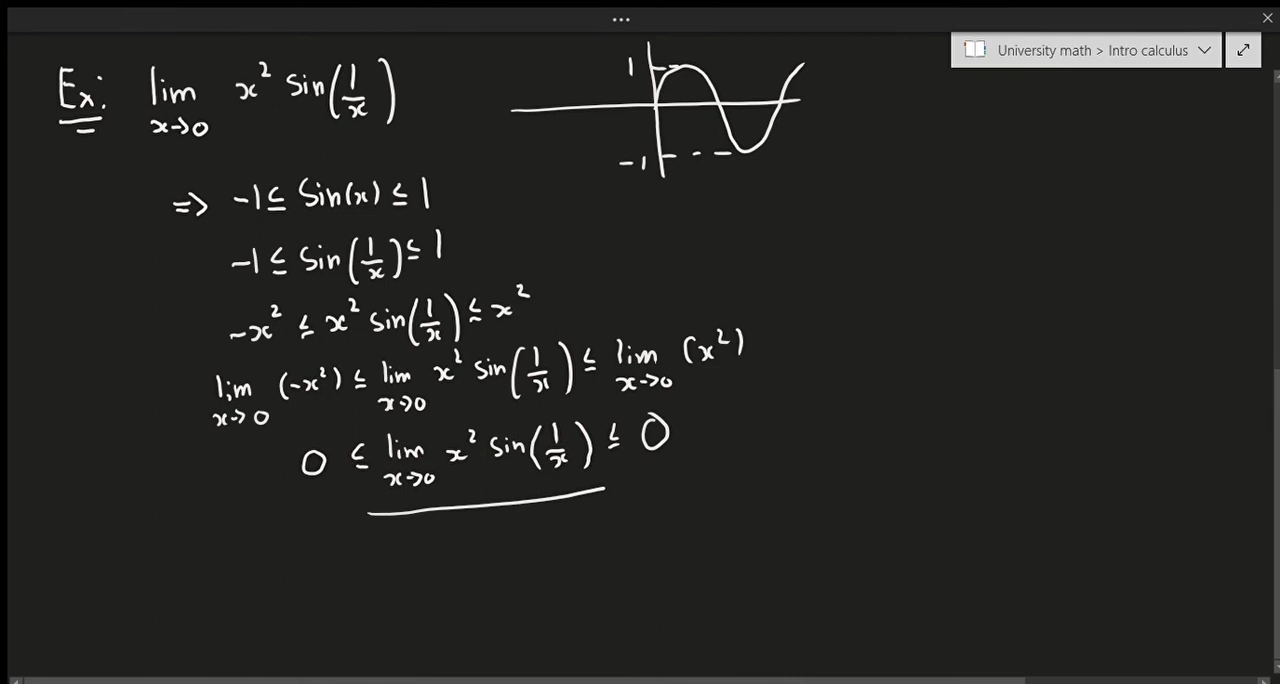 ...
University math > Intro calculus
Ex: lim x→0 x² sin(1/x)
1
-1
=> -1 ≤ Sin(x) ≤ 1
-1 ≤ Sin(1/x) ≤ 1
-x² ≤ x² sin(1/x) ≤ x²
lim x→0 (-x²) ≤ lim x→0 x² sin(1/x) ≤ lim x→0 (x²)
0 ≤ lim x→0 x² sin(1/x) ≤ 0